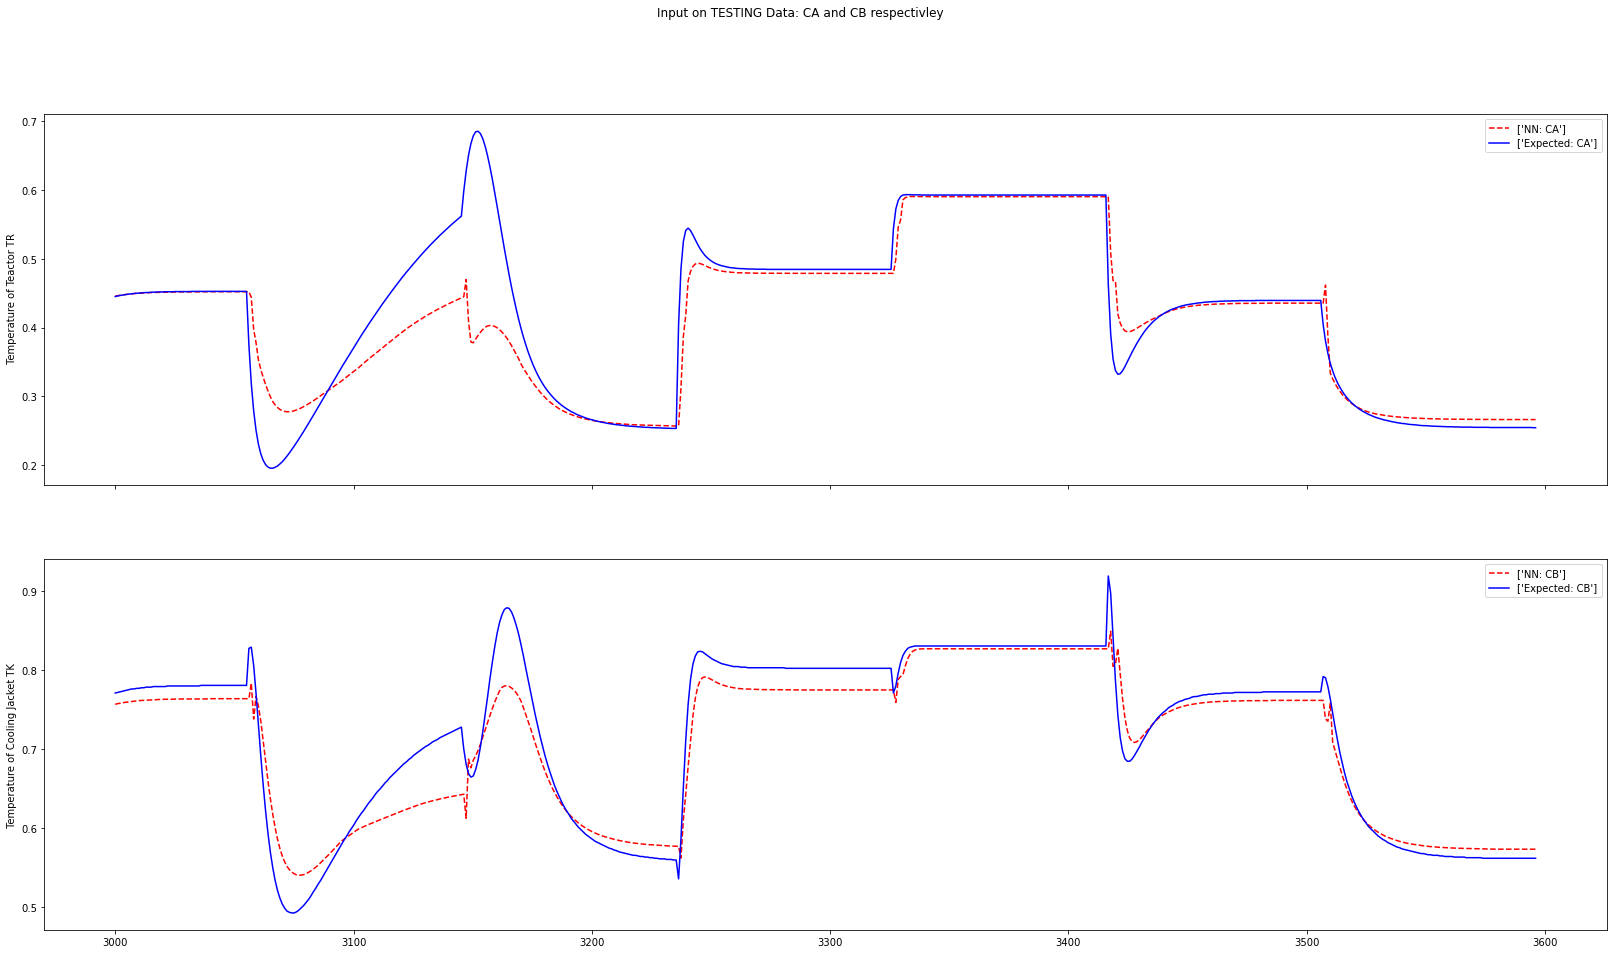 Input on TESTING Data: CA and CB respectivley
Temperature of Teactor TR
0.7
0.6
0.5
0.4
0.3
0.2
['NN: CA']
['Expected: CA']
Temperature of Cooling Jacket TK
0.9
0.8
0.7
0.6
0.5
['NN: CB']
['Expected: CB']
3000
3100
3200
3300
3400
3500
3600